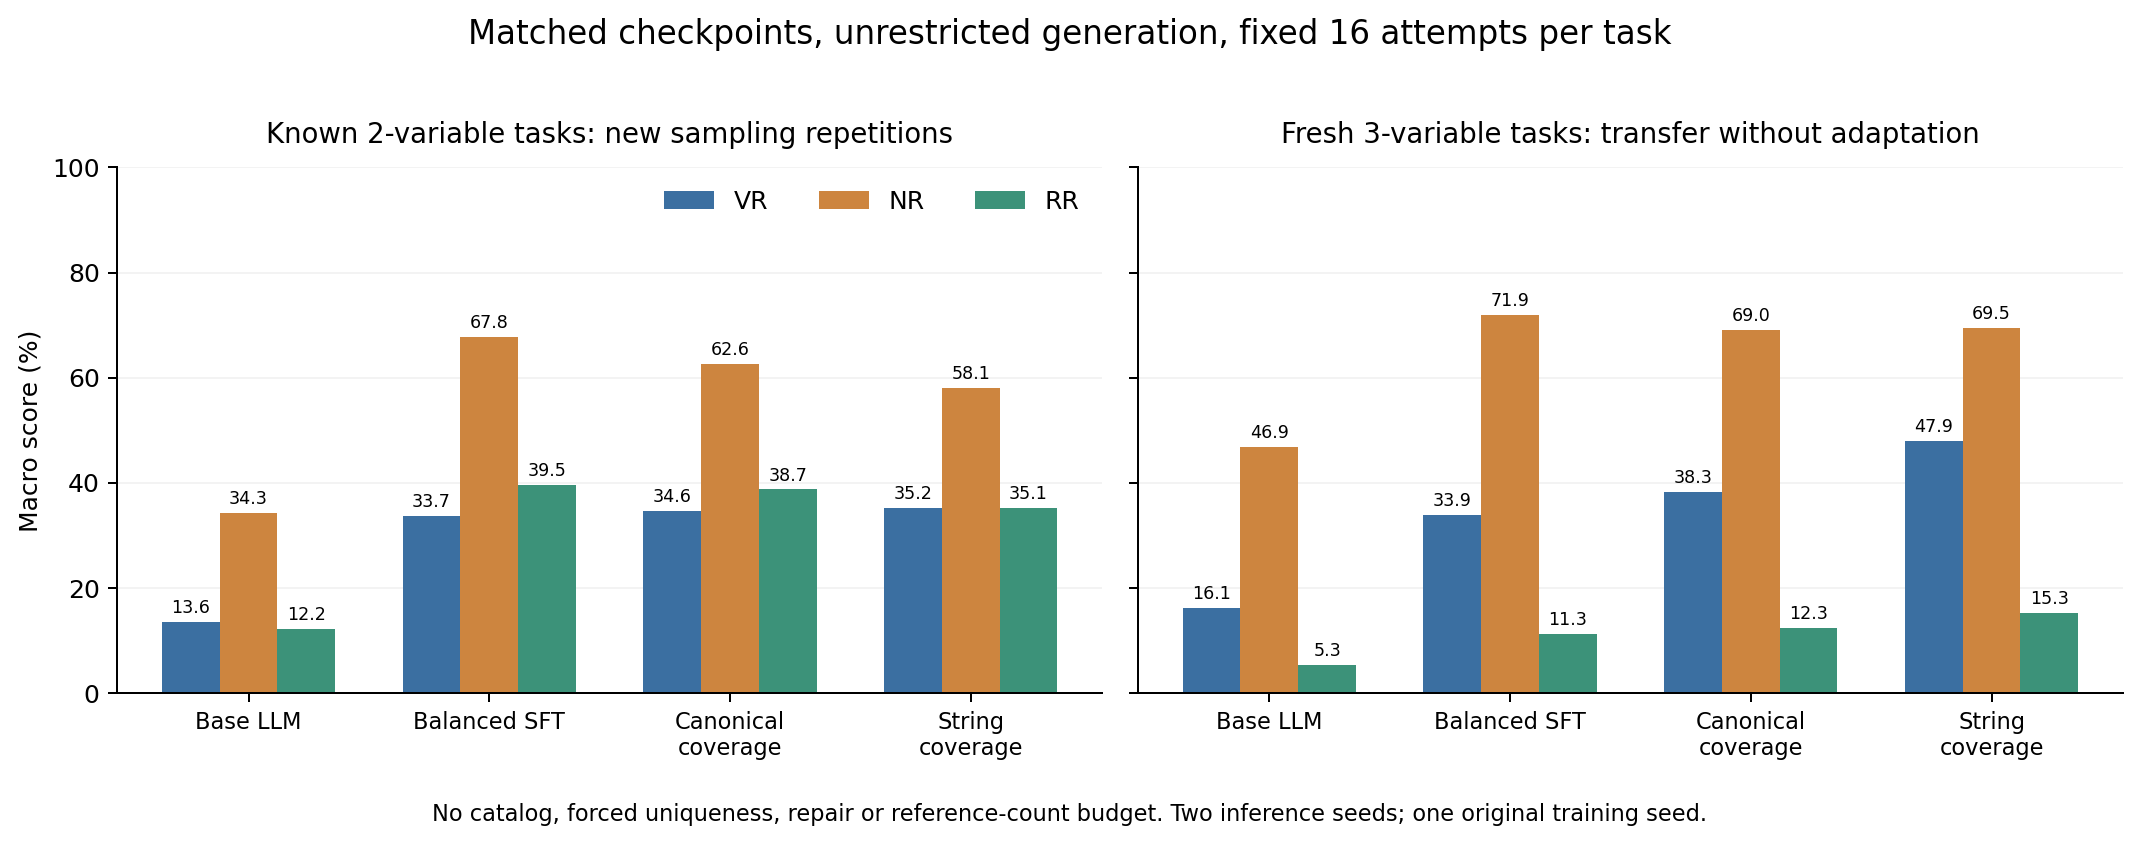 Matched checkpoints, unrestricted generation, fixed 16 attempts per task
Known 2-variable tasks: new sampling repetitions
Macro score (%)
100
80
60
40
20
0
VR
NR
RR
13.6
34.3
12.2
33.7
67.8
39.5
34.6
62.6
38.7
35.2
58.1
35.1
Base LLM
Balanced SFT
Canonical
coverage
String
coverage
Fresh 3-variable tasks: transfer without adaptation
16.1
46.9
5.3
33.9
71.9
11.3
38.3
69.0
12.3
47.9
69.5
15.3
Base LLM
Balanced SFT
Canonical
coverage
String
coverage
No catalog, forced uniqueness, repair or reference-count budget. Two inference seeds; one original training seed.